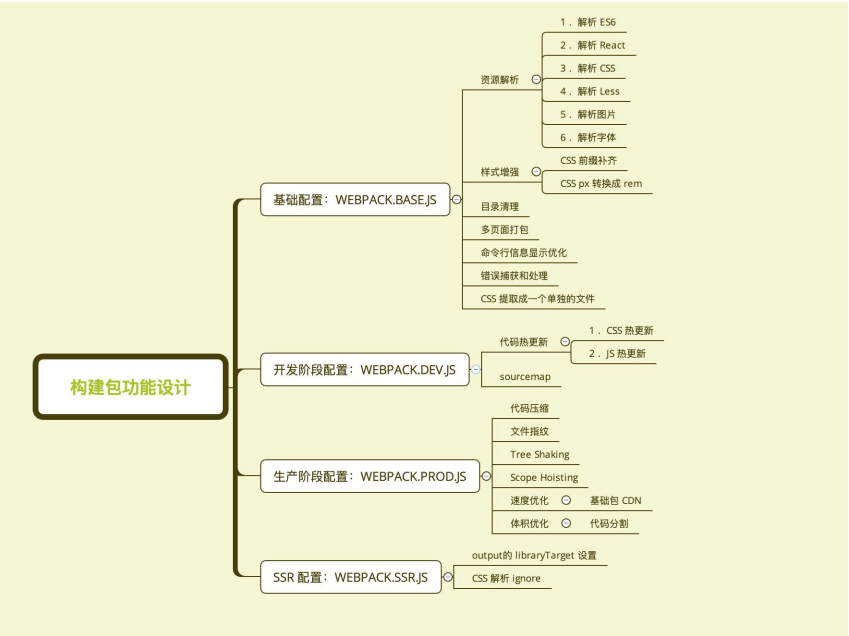 构建包功能设计
基础配置：WEBPACK.BASE.JS
资源解析
1． 解析 ES6
2． 解析 React
3． 解析 CSS
4． 解析 Less
5． 解析图片
6． 解析字体
样式增强
CSS 前缀补齐
CSS px 转换成 rem
目录清理
多页面打包
命令行信息显示优化
错误捕获和处理
CSS 提取成一个单独的文件
开发阶段配置：WEBPACK.DEV.JS
代码热更新
1． CSS 热更新
2． JS 热更新
sourcemap
生产阶段配置：WEBPACK.PROD.JS
代码压缩
文件指纹
Tree Shaking
Scope Hoisting
速度优化
基础包 CDN
体积优化
代码分割
SSR 配置：WEBPACK.SSR.JS
output的 libraryTarget 设置
CSS 解析 ignore